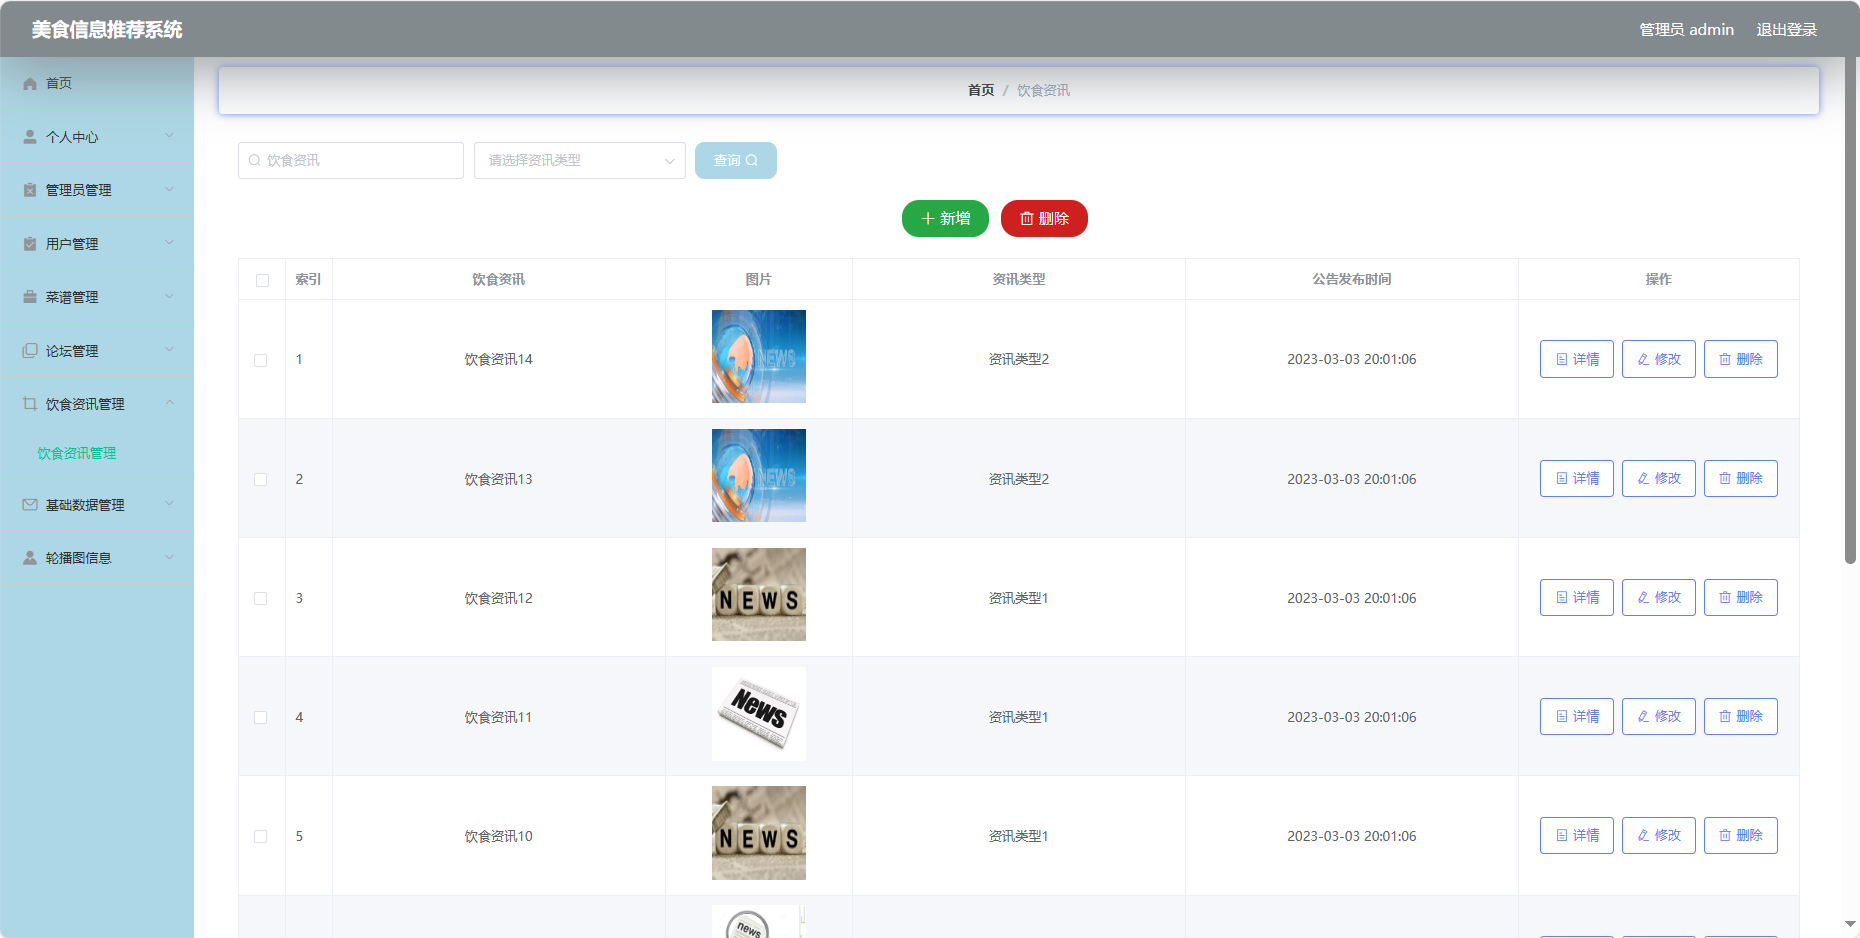 美食信息推荐系统
管理员 admin 退出登录
首页
个人中心
管理员管理
用户管理
菜谱管理
论坛管理
饮食资讯管理
饮食资讯管理
基础数据管理
轮播图信息
首页 / 饮食资讯
饮食资讯 请选择资讯类型 查询
新增 删除
索引 饮食资讯 图片 资讯类型 公告发布时间 操作
1 饮食资讯14 NEWS 资讯类型2 2023-03-03 20:01:06 详情 修改 删除
2 饮食资讯13 NEWS 资讯类型2 2023-03-03 20:01:06 详情 修改 删除
3 饮食资讯12 NEWS 资讯类型1 2023-03-03 20:01:06 详情 修改 删除
4 饮食资讯11 News 资讯类型1 2023-03-03 20:01:06 详情 修改 删除
5 饮食资讯10 NEWS 资讯类型1 2023-03-03 20:01:06 详情 修改 删除
news